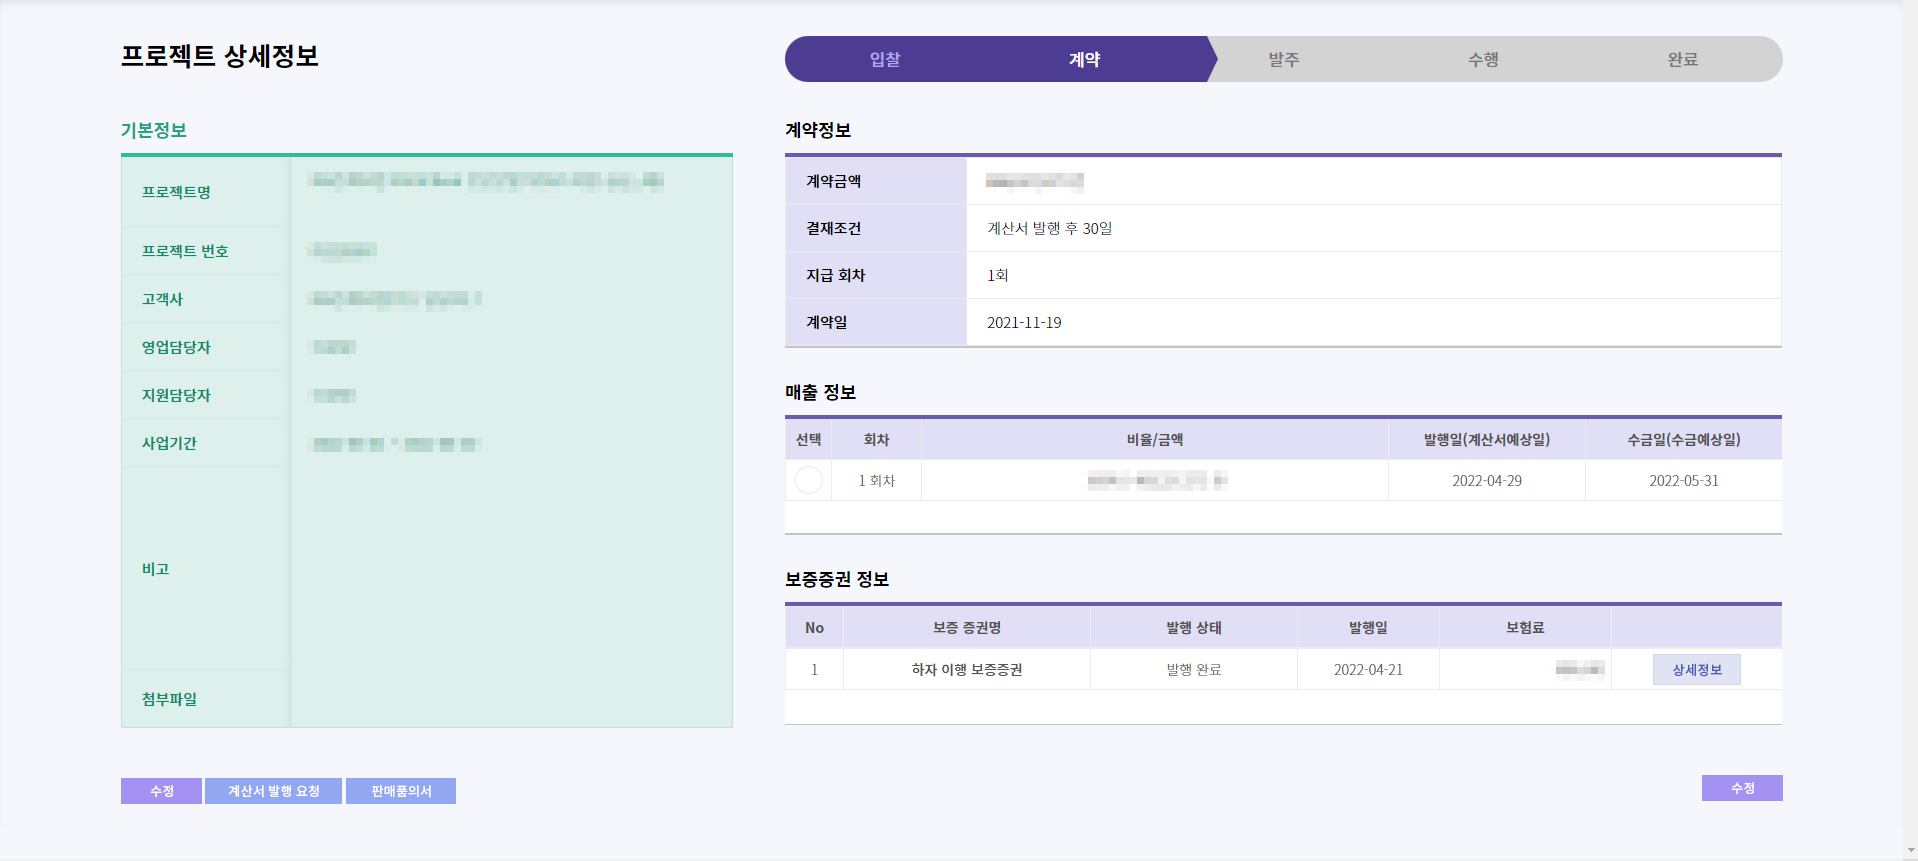 프로젝트 상세정보
입찰 계약 발주 수행 완료
기본정보
프로젝트명
프로젝트 번호
고객사
영업담당자
지원담당자
사업기간
비고
첨부파일
수정 계산서 발행 요청 판매품의서
계약정보
계약금액
결재조건 계산서 발행 후 30일
지급 회차 1회
계약일 2021-11-19
매출 정보
선택 회차 비율/금액 발행일(계산서예상일) 수금일(수금예상일)
1 회차 2022-04-29 2022-05-31
보증증권 정보
No 보증 증권명 발행 상태 발행일 보험료
1 하자 이행 보증증권 발행 완료 2022-04-21 상세정보
수정